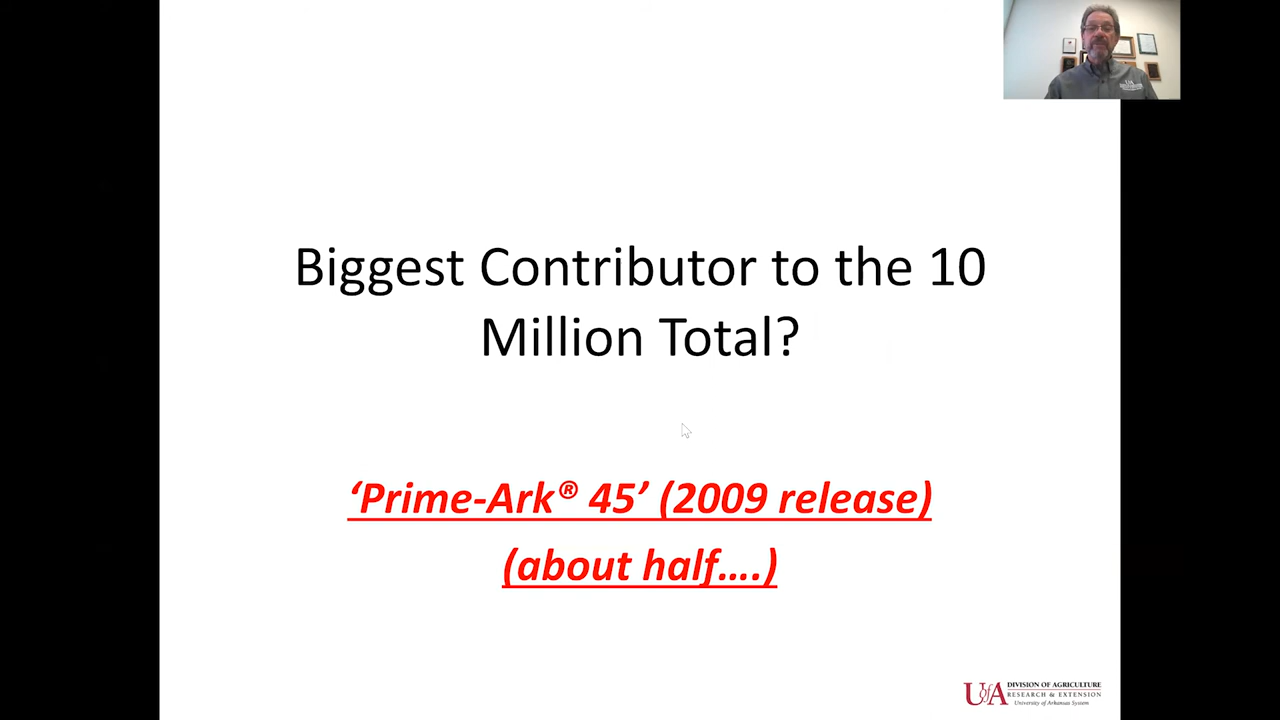 Biggest Contributor to the 10
Million Total?
‘Prime-Ark® 45’ (2009 release)
(about half….)
UofA
DIVISION OF AGRICULTURE
RESEARCH & EXTENSION
University of Arkansas System